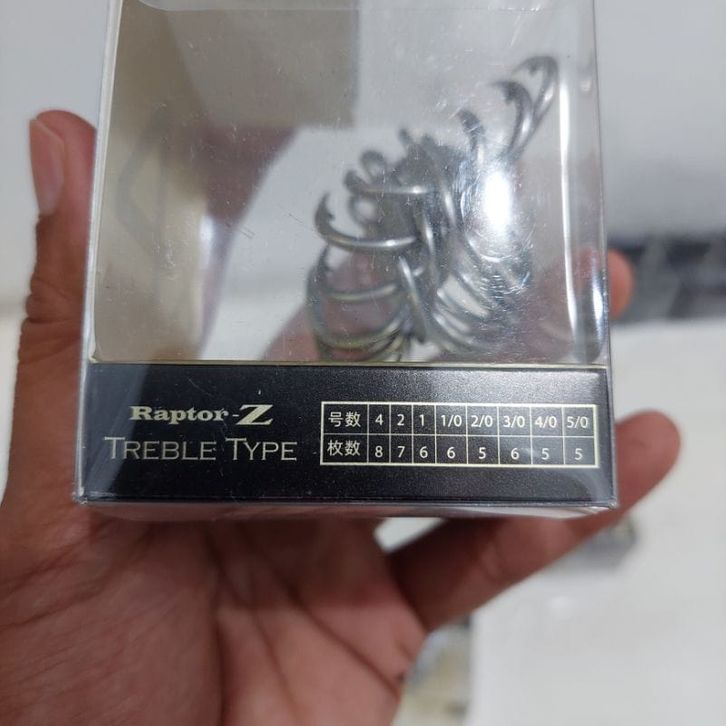 Raptor-Z
TREBLE TYPE
号数 4 2 1 1/0 2/0 3/0 4/0 5/0
枚数 8 7 6 6 5 6 5 5